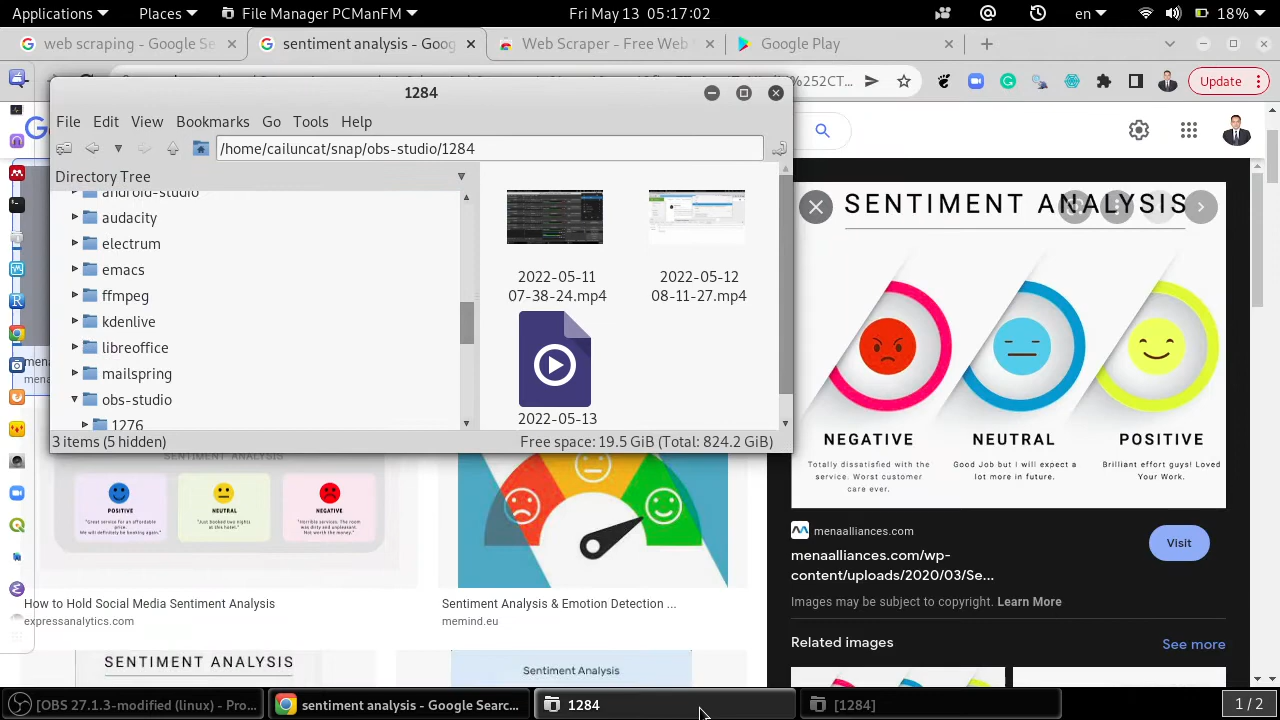 Applications Places File Manager PCManFM Fri May 13 05:17:02 en 18%
web scraping - Google Se sentiment analysis - Goog Web Scraper - Free Web Google Play
%252CT... Update
1284
File Edit View Bookmarks Go Tools Help
/home/cailuncat/snap/obs-studio/1284
Directory Tree
android-studio
audacity
electrum
emacs
ffmpeg
kdenlive
libreoffice
mailspring
obs-studio
1276
2022-05-11
07-38-24.mp4
2022-05-12
08-11-27.mp4
2022-05-13
3 items (5 hidden) Free space: 19.5 GiB (Total: 824.2 GiB)
SENTIMENT ANALYSIS
NEGATIVE
Totally dissatisfied with the
service. Worst customer
care ever.
NEUTRAL
Good Job but I will expect a
lot more in future.
POSITIVE
Brilliant effort guys! Loved
Your Work.
menaalliances.com
menaalliances.com/wp-
content/uploads/2020/03/Se...
Visit
Images may be subject to copyright. Learn More
Related images See more
SENTIMENT ANALYSIS
POSITIVE
NEUTRAL
NEGATIVE
How to Hold Social Media Sentiment Analysis
expressanalytics.com
Sentiment Analysis & Emotion Detection ...
memind.eu
SENTIMENT ANALYSIS
Sentiment Analysis
[OBS 27.1.3-modified (linux) - Pro... sentiment analysis - Google Searc... 1284 [1284] 1 / 2